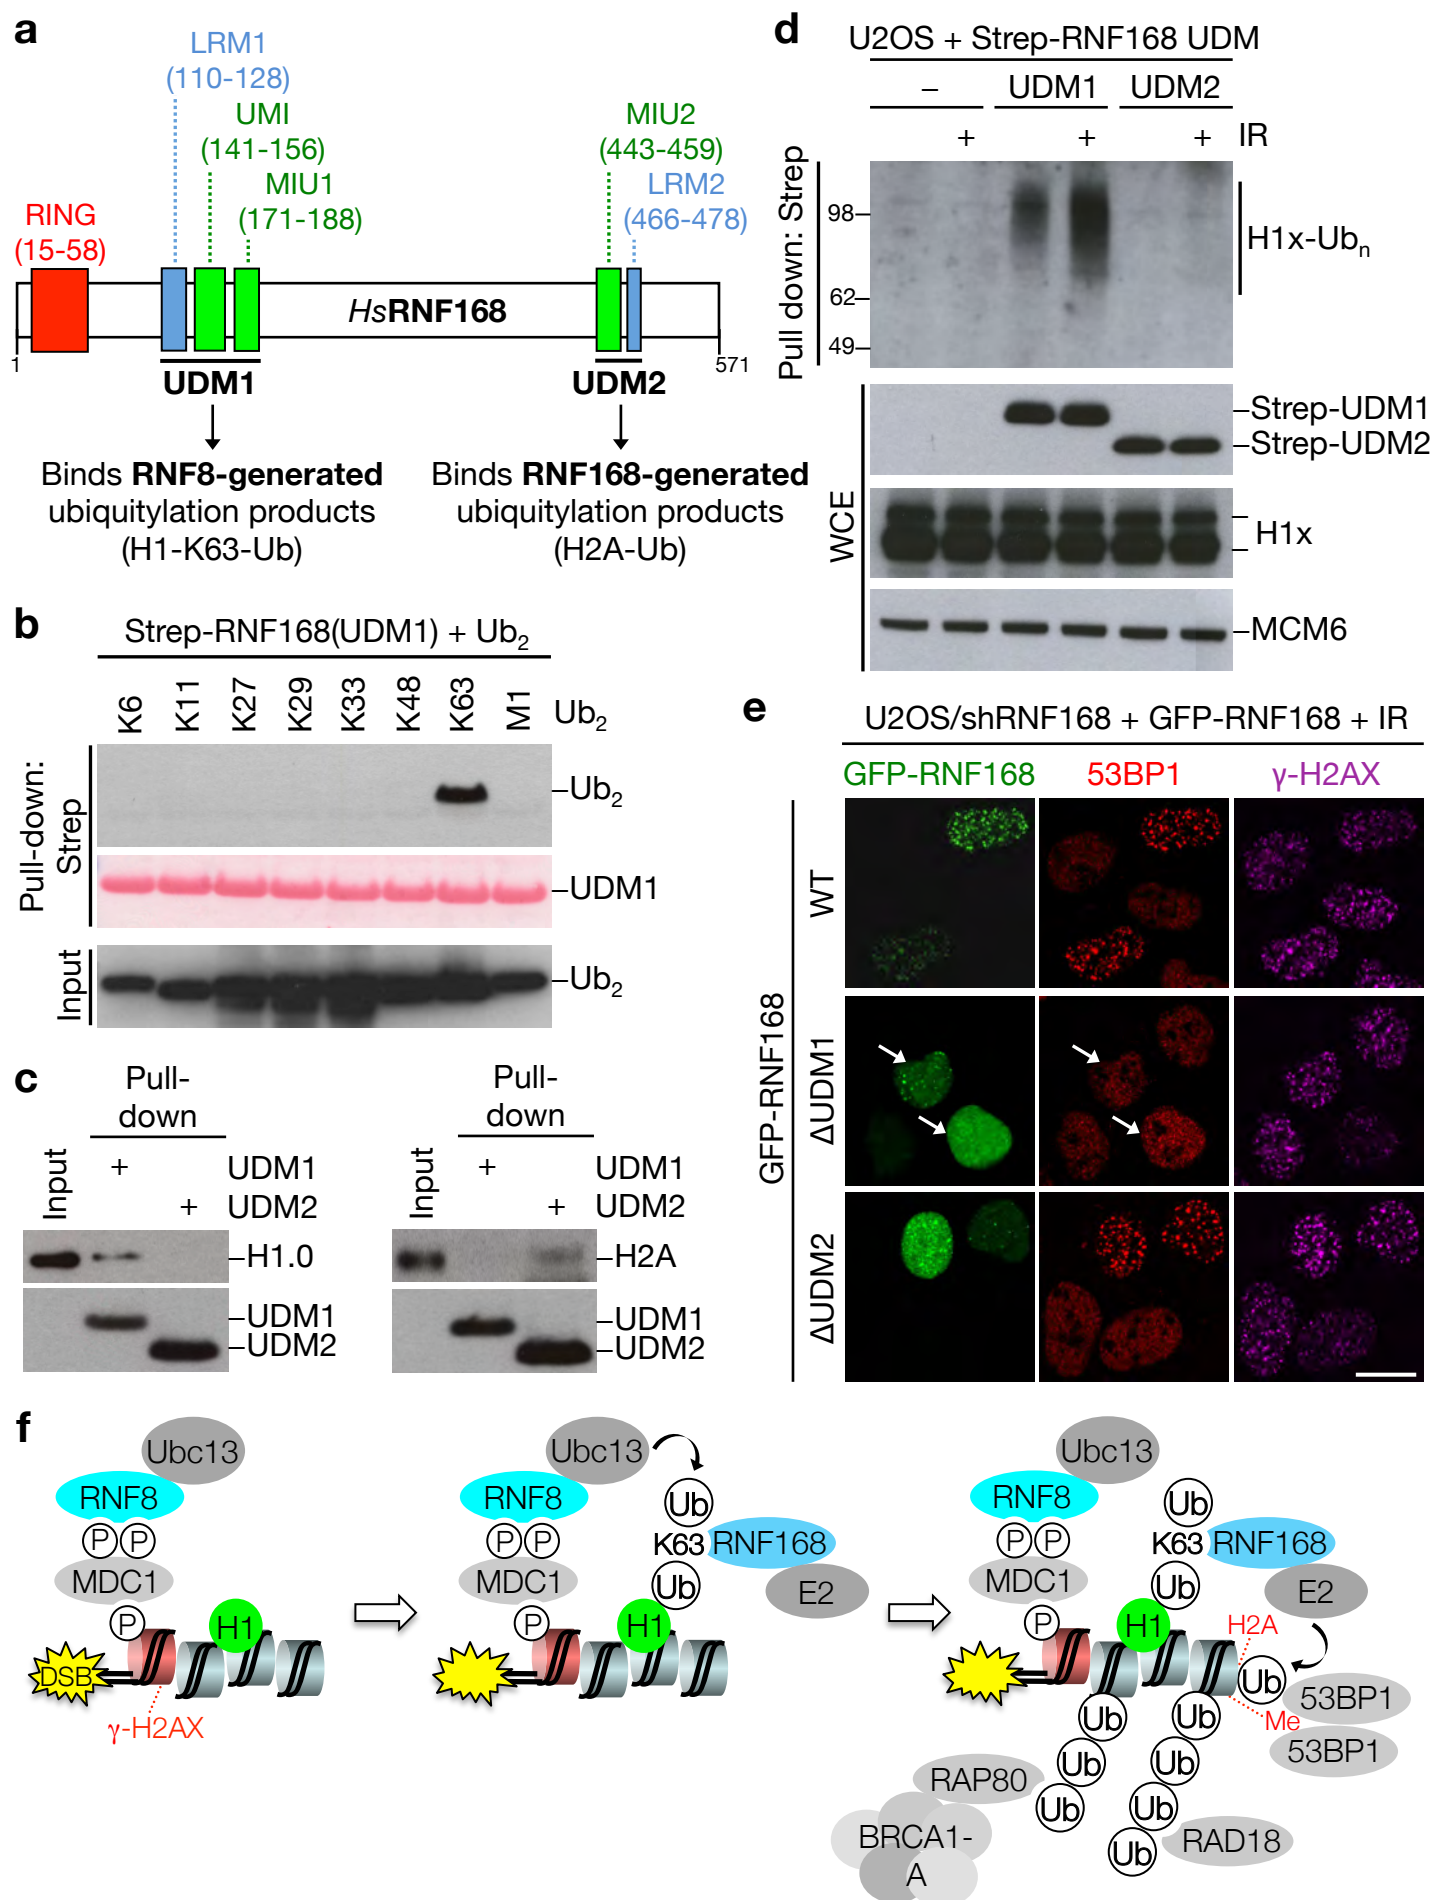 a
LRM1
(110-128)
UMI
(141-156)
MIU1
(171-188)
RING
(15-58)
MIU2
(443-459)
LRM2
(466-478)
HsRNF168
1
571
UDM1
UDM2
Binds RNF8-generated
ubiquitylation products
(H1-K63-Ub)
Binds RNF168-generated
ubiquitylation products
(H2A-Ub)
b
Strep-RNF168(UDM1) + Ub2
K6 K11 K27 K29 K33 K48 K63 M1 Ub2
Pull-down:
Strep
–Ub2
–UDM1
Input
–Ub2
c
Pull-
down
Input
+ UDM1
+ UDM2
–H1.0
–UDM1
–UDM2
Pull-
down
Input
+ UDM1
+ UDM2
–H2A
–UDM1
–UDM2
d
U2OS + Strep-RNF168 UDM
– UDM1 UDM2
+ + + IR
Pull down: Strep
98–
62–
49–
H1x-Ubn
WCE
–Strep-UDM1
–Strep-UDM2
H1x
–MCM6
e
U2OS/shRNF168 + GFP-RNF168 + IR
GFP-RNF168 53BP1 γ-H2AX
GFP-RNF168
WT
ΔUDM1
ΔUDM2
f
Ubc13
RNF8
P P
MDC1
P
H1
DSB
γ-H2AX
Ubc13
RNF8
P P
MDC1
P
Ub
K63
RNF168
Ub
E2
H1
Ubc13
RNF8
P P
MDC1
P
Ub
K63
RNF168
Ub
E2
H1
H2A
Ub
53BP1
Me
53BP1
Ub
Ub
Ub
RAP80
BRCA1-
A
Ub
Ub
Ub
Ub
RAD18